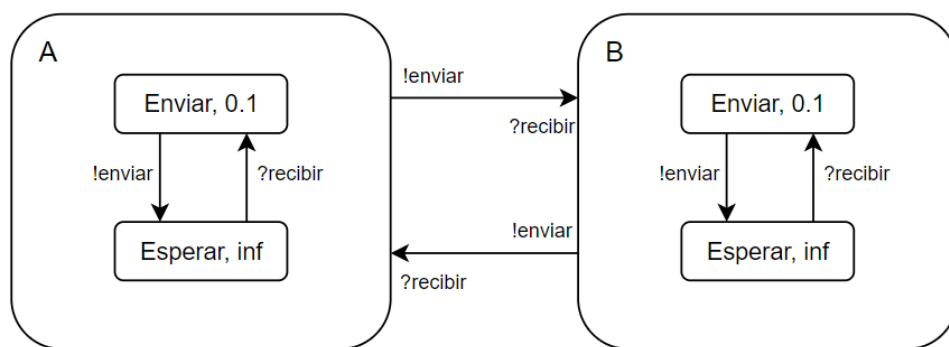 A
Enviar, 0.1
!enviar
?recibir
Esperar, inf
!enviar
?recibir
!enviar
?recibir
B
Enviar, 0.1
!enviar
?recibir
Esperar, inf